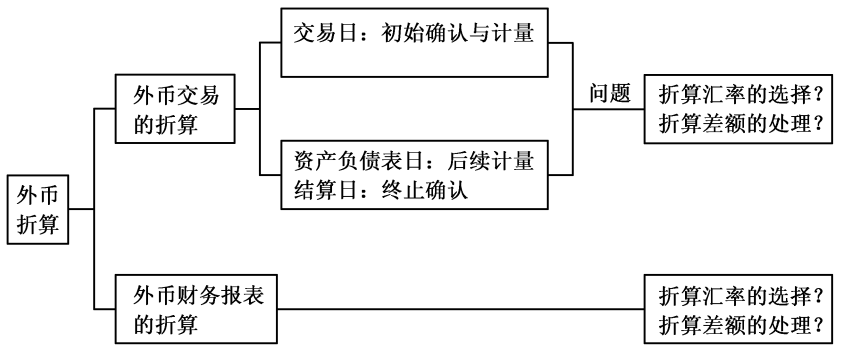 外币
折算
外币交易
的折算
交易日：初始确认与计量
资产负债表日：后续计量
结算日：终止确认
问题
折算汇率的选择？
折算差额的处理？
外币财务报表
的折算
折算汇率的选择？
折算差额的处理？